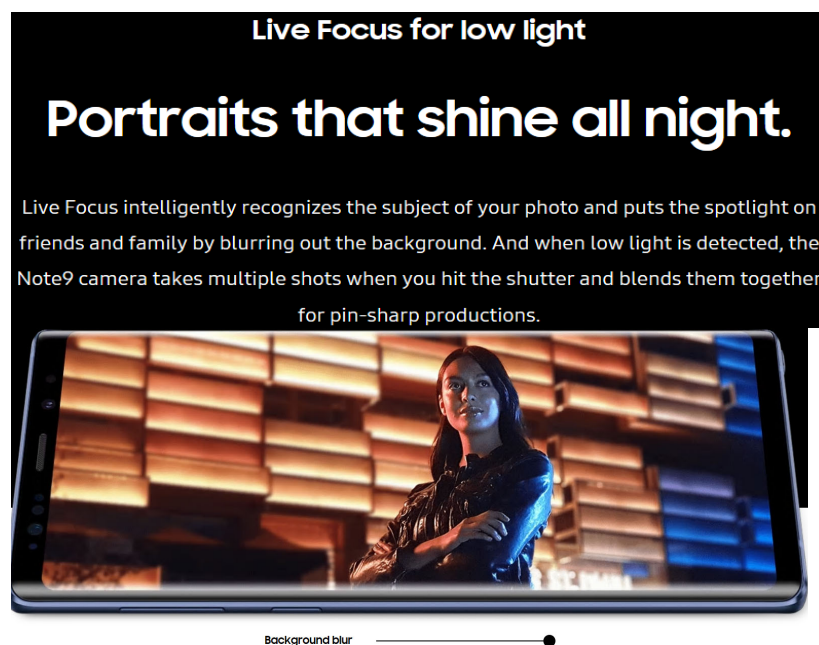 Live Focus for low light
Portraits that shine all night.
Live Focus intelligently recognizes the subject of your photo and puts the spotlight on
friends and family by blurring out the background. And when low light is detected, the
Note9 camera takes multiple shots when you hit the shutter and blends them together
for pin-sharp productions.
Background blur